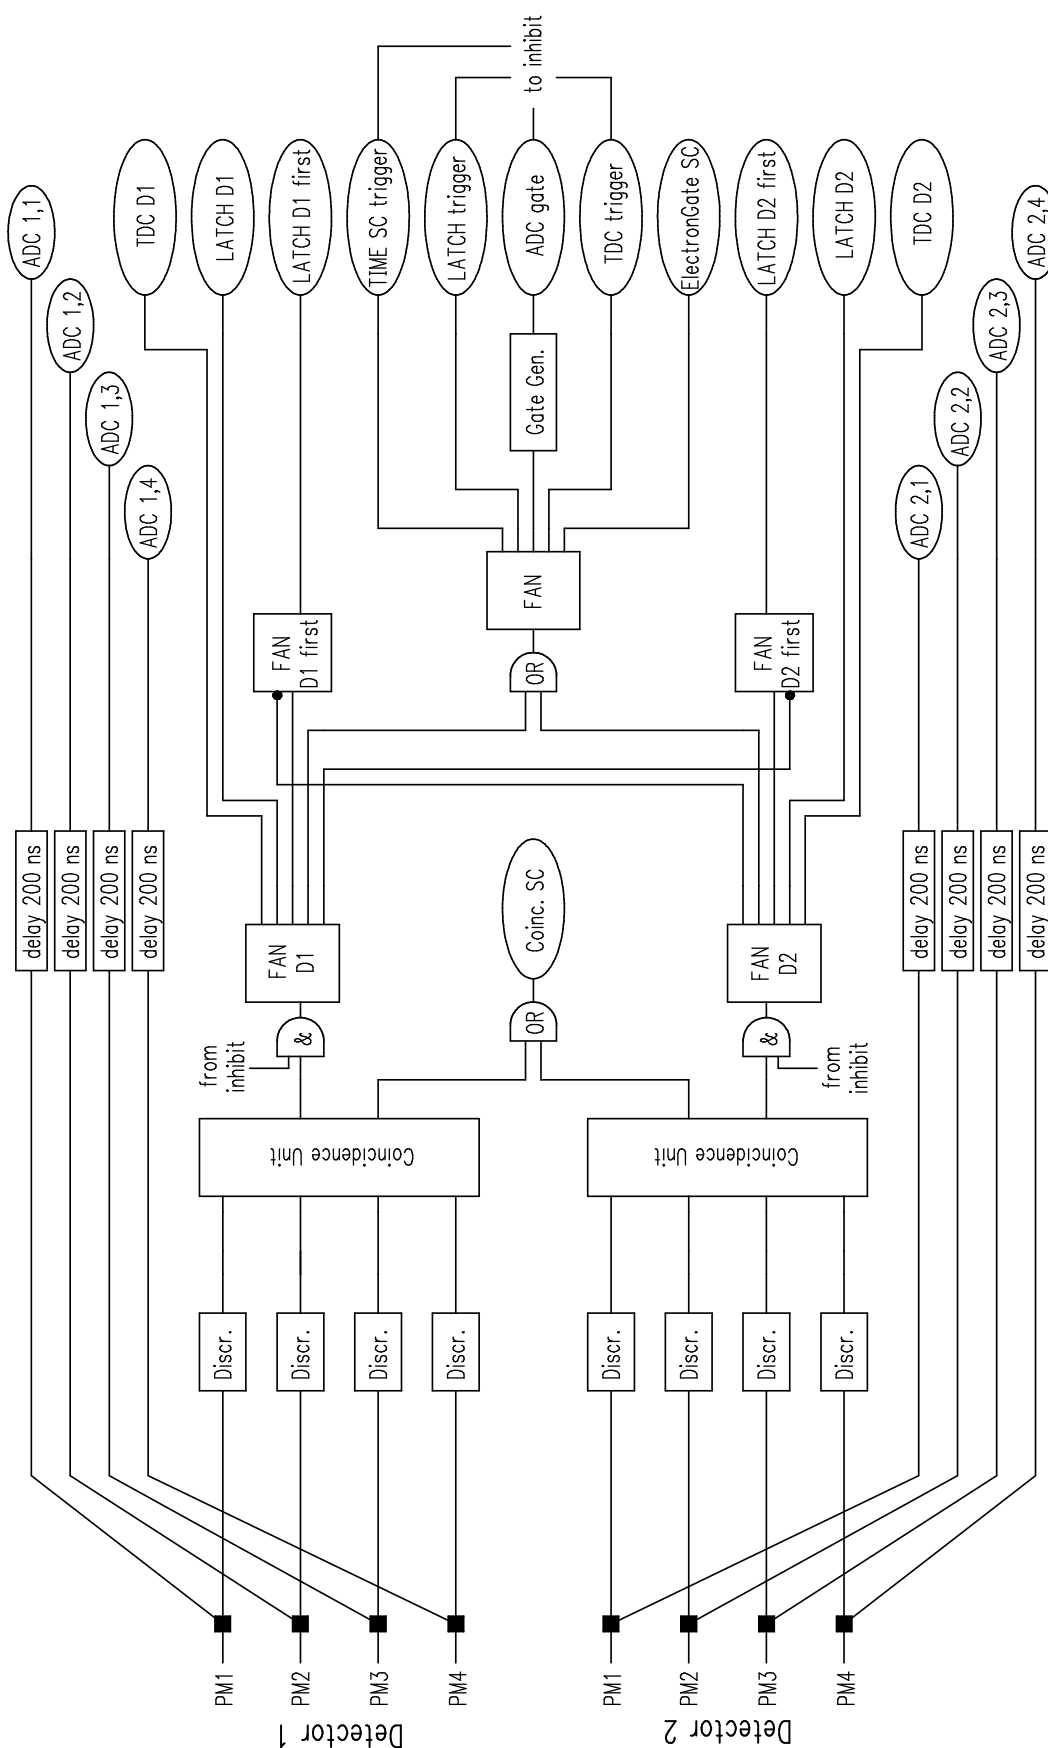 ADC 1,1
ADC 1,2
ADC 1,3
ADC 1,4
TDC D1
LATCH D1
LATCH D1 first
TIME SC trigger
LATCH trigger
ADC gate
TDC trigger
ElectronGate SC
LATCH D2 first
LATCH D2
TDC D2
ADC 2,1
ADC 2,2
ADC 2,3
ADC 2,4
to inhibit
Gate Gen.
FAN
OR
FAN
D1 first
FAN
D2 first
delay 200 ns
delay 200 ns
delay 200 ns
delay 200 ns
delay 200 ns
delay 200 ns
delay 200 ns
delay 200 ns
FAN
D1
Coinc. SC
FAN
D2
&
OR
&
from
inhibit
from
inhibit
Coincidence Unit
Coincidence Unit
Discr.
Discr.
Discr.
Discr.
Discr.
Discr.
Discr.
Discr.
PM1
PM2
PM3
PM4
PM1
PM2
PM3
PM4
Detector 1
Detector 2